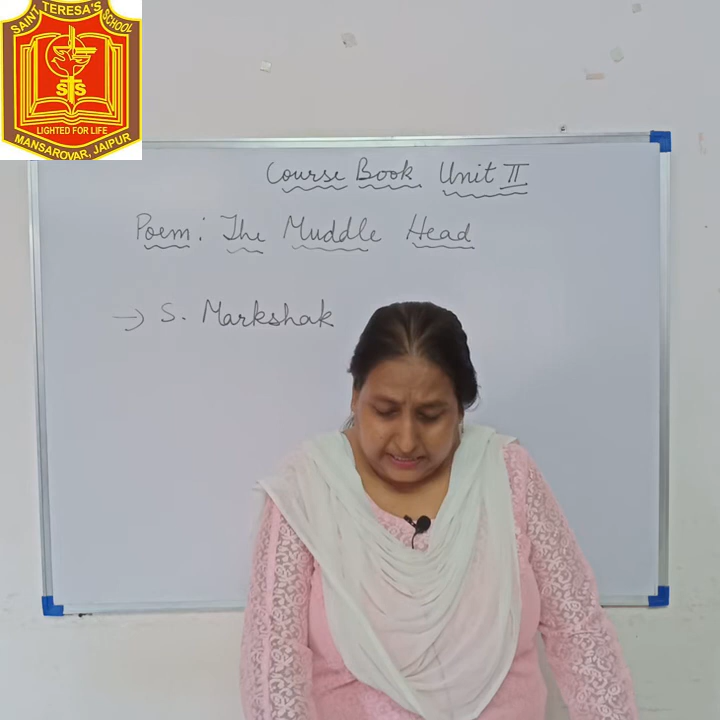 SAINT TERESA'S SCHOOL
STS
LIGHTED FOR LIFE
MANSAROVAR, JAIPUR
Course Book Unit II
Poem: The Muddle Head
→ S. Markshak